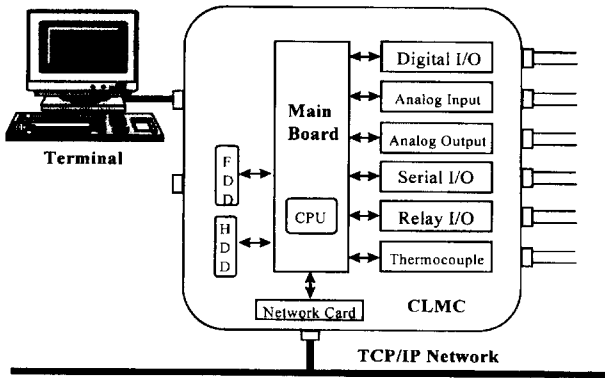 Terminal
Main
Board
CPU
F
D
D
H
D
D
Digital I/O
Analog Input
Analog Output
Serial I/O
Relay I/O
Thermocouple
Network Card
CLMC
TCP/IP Network